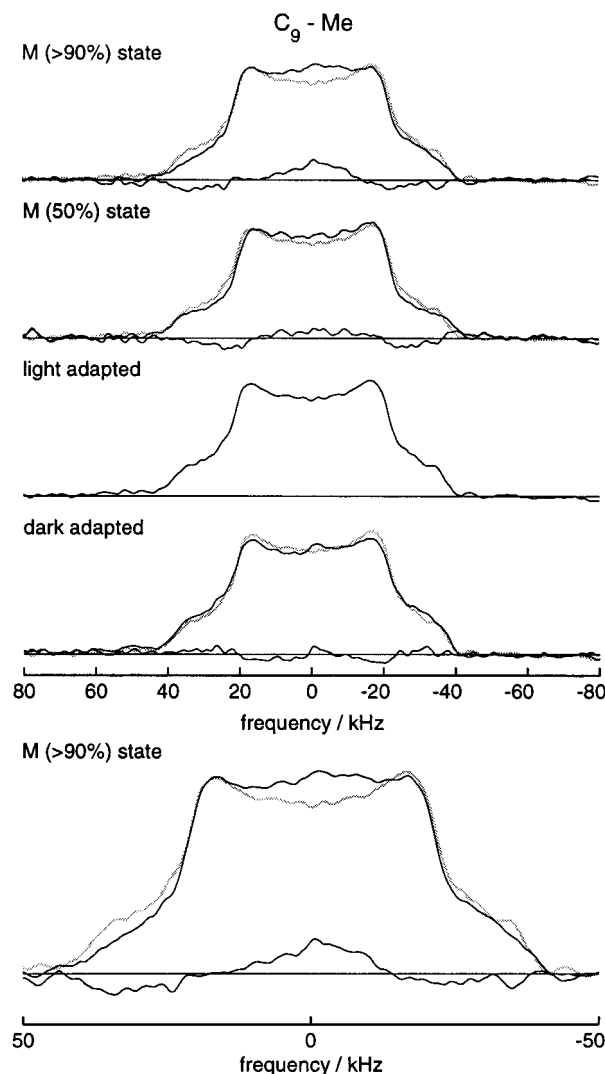 C₉ - Me
M (>90%) state
M (50%) state
light adapted
dark adapted
80 60 40 20 0 -20 -40 -60 -80
frequency / kHz
M (>90%) state
50 0 -50
frequency / kHz